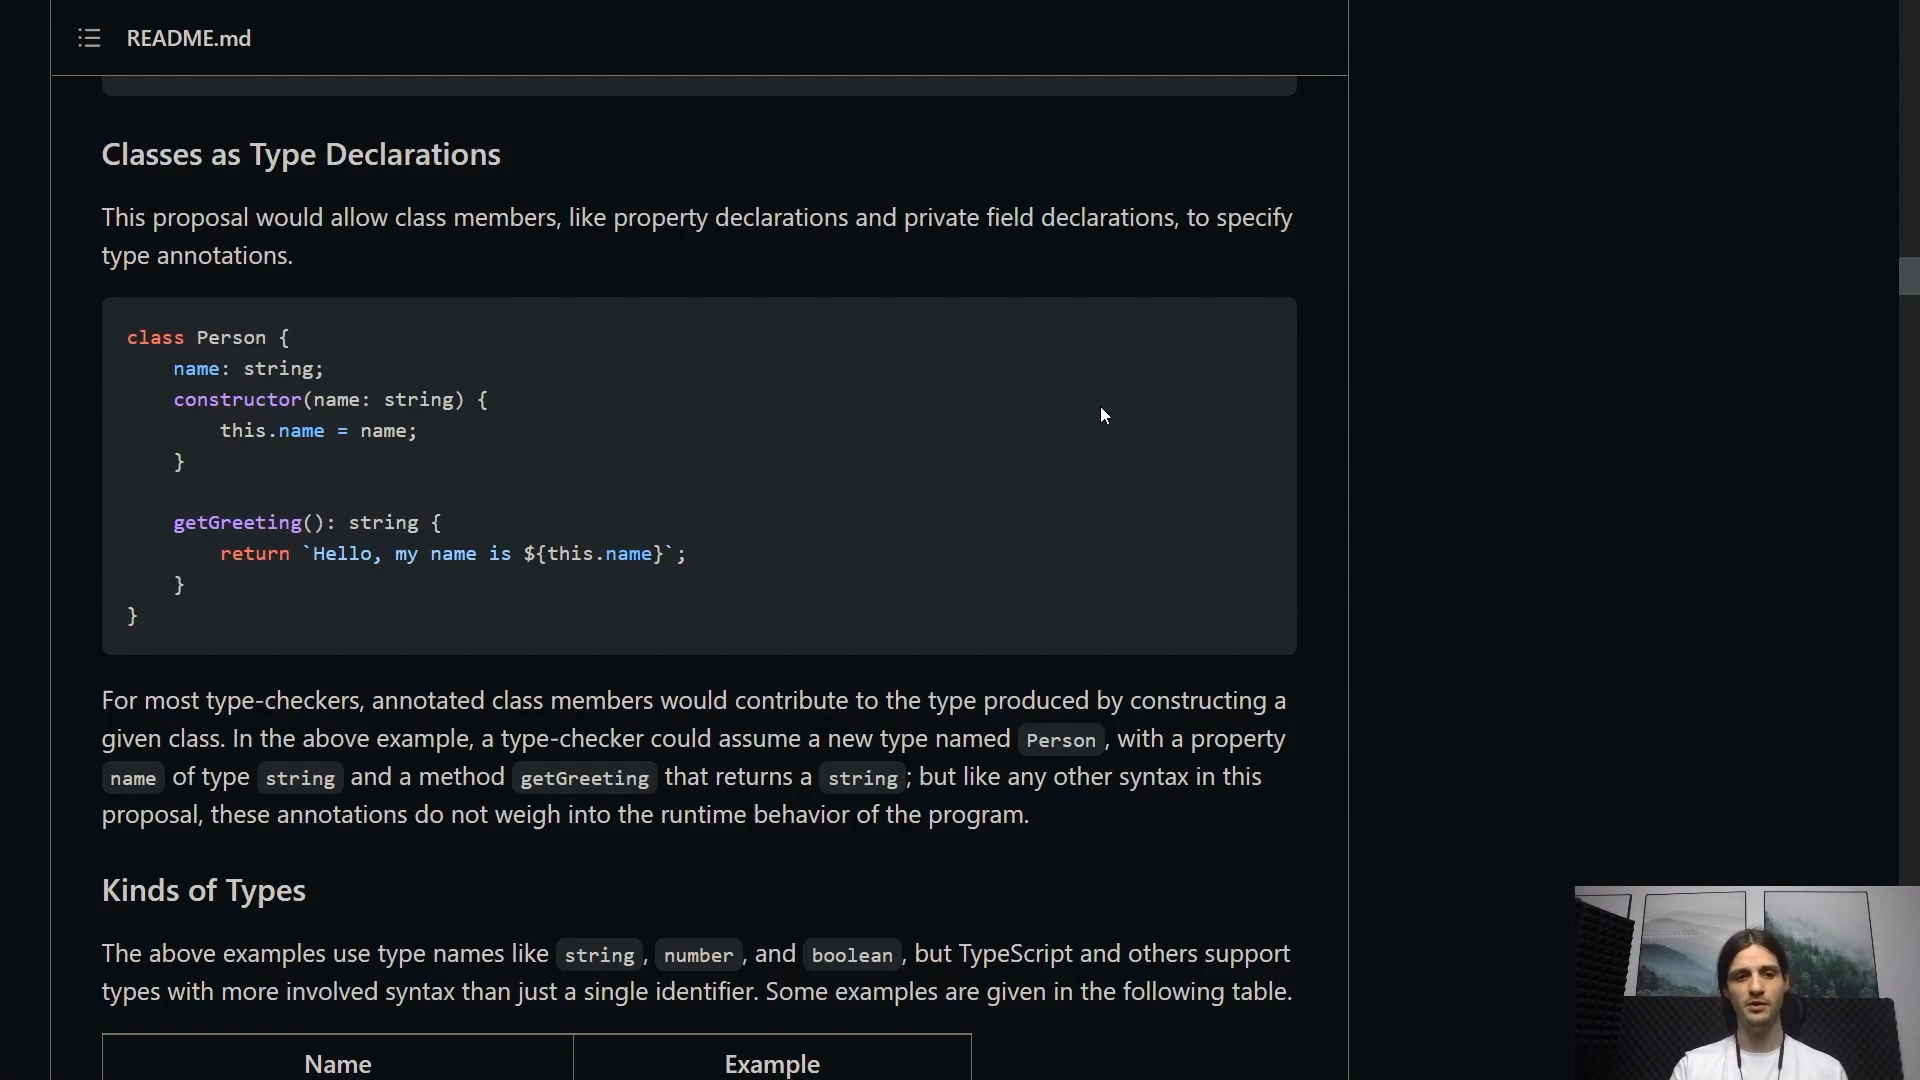 README.md
Classes as Type Declarations
This proposal would allow class members, like property declarations and private field declarations, to specify
type annotations.
class Person {
    name: string;
    constructor(name: string) {
        this.name = name;
    }
    getGreeting(): string {
        return `Hello, my name is ${this.name}`;
    }
}
For most type-checkers, annotated class members would contribute to the type produced by constructing a
given class. In the above example, a type-checker could assume a new type named Person, with a property
name of type string and a method getGreeting that returns a string; but like any other syntax in this
proposal, these annotations do not weigh into the runtime behavior of the program.
Kinds of Types
The above examples use type names like string, number, and boolean, but TypeScript and others support
types with more involved syntax than just a single identifier. Some examples are given in the following table.
Name Example